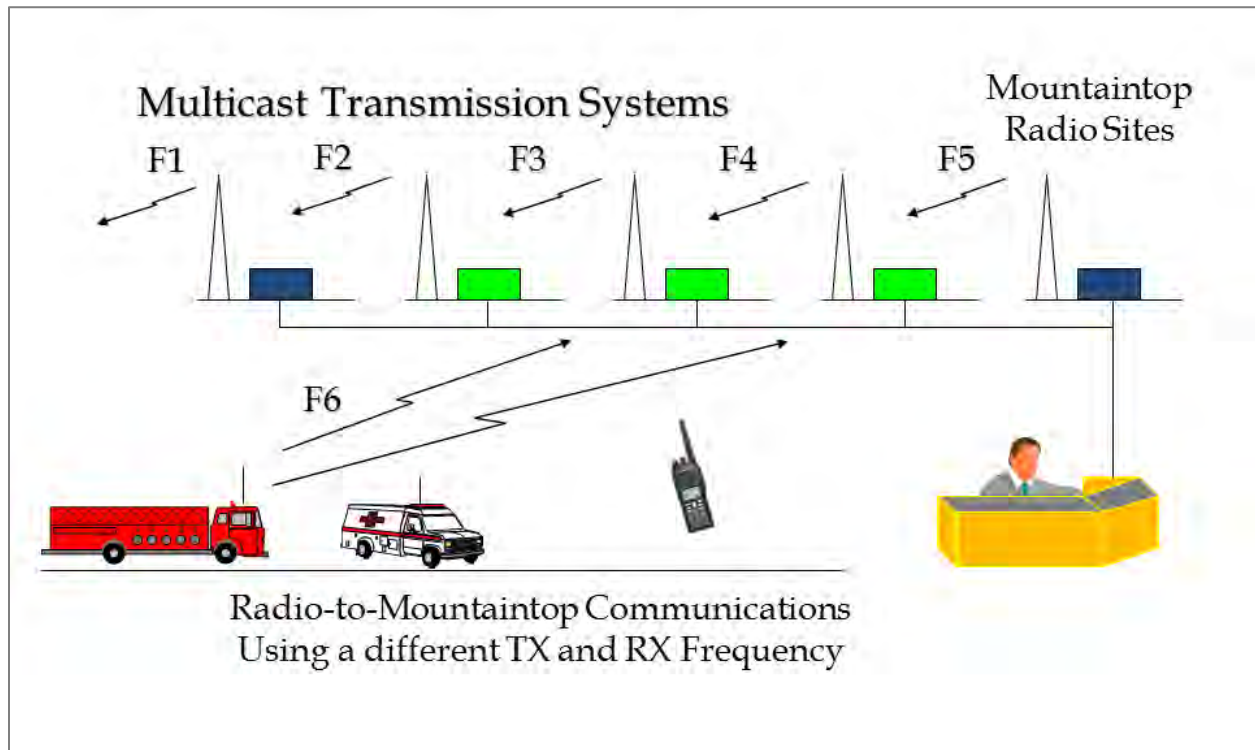 Multicast Transmission Systems
Mountaintop
Radio Sites
F1
F2
F3
F4
F5
F6
Radio-to-Mountaintop Communications
Using a different TX and RX Frequency